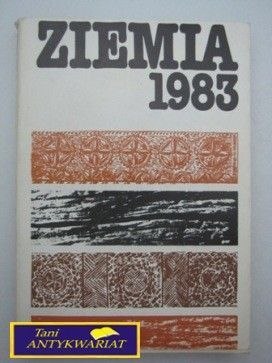 ZIEMIA
1983
Tani
ANTYKWARIAT